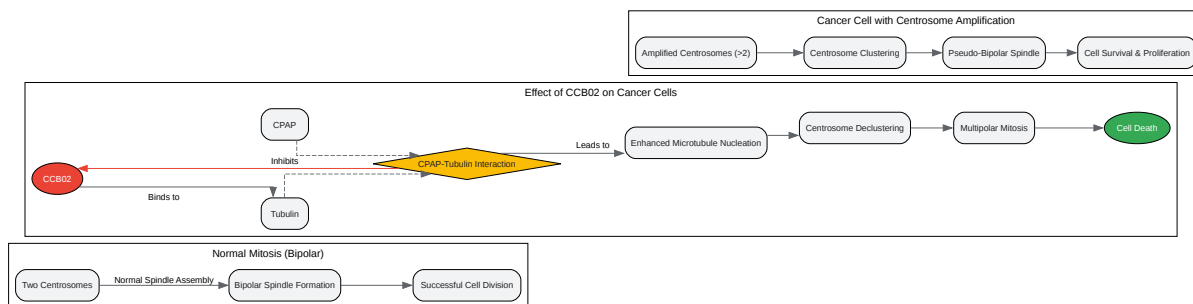 Cancer Cell with Centrosome Amplification
Amplified Centrosomes (>2)
Centrosome Clustering
Pseudo-Bipolar Spindle
Cell Survival & Proliferation
Effect of CCB02 on Cancer Cells
CPAP
CCB02
Inhibits
Binds to
Tubulin
CPAP-Tubulin Interaction
Leads to
Enhanced Microtubule Nucleation
Centrosome Declustering
Multipolar Mitosis
Cell Death
Normal Mitosis (Bipolar)
Two Centrosomes
Normal Spindle Assembly
Bipolar Spindle Formation
Successful Cell Division